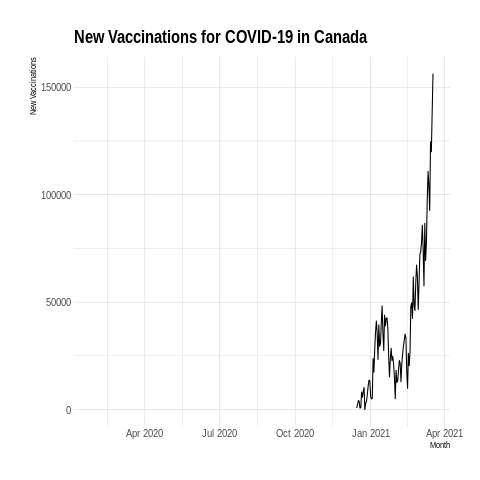 New Vaccinations for COVID-19 in Canada
New Vaccinations
150000
100000
50000
0
Apr 2020 Jul 2020 Oct 2020 Jan 2021 Apr 2021
Month